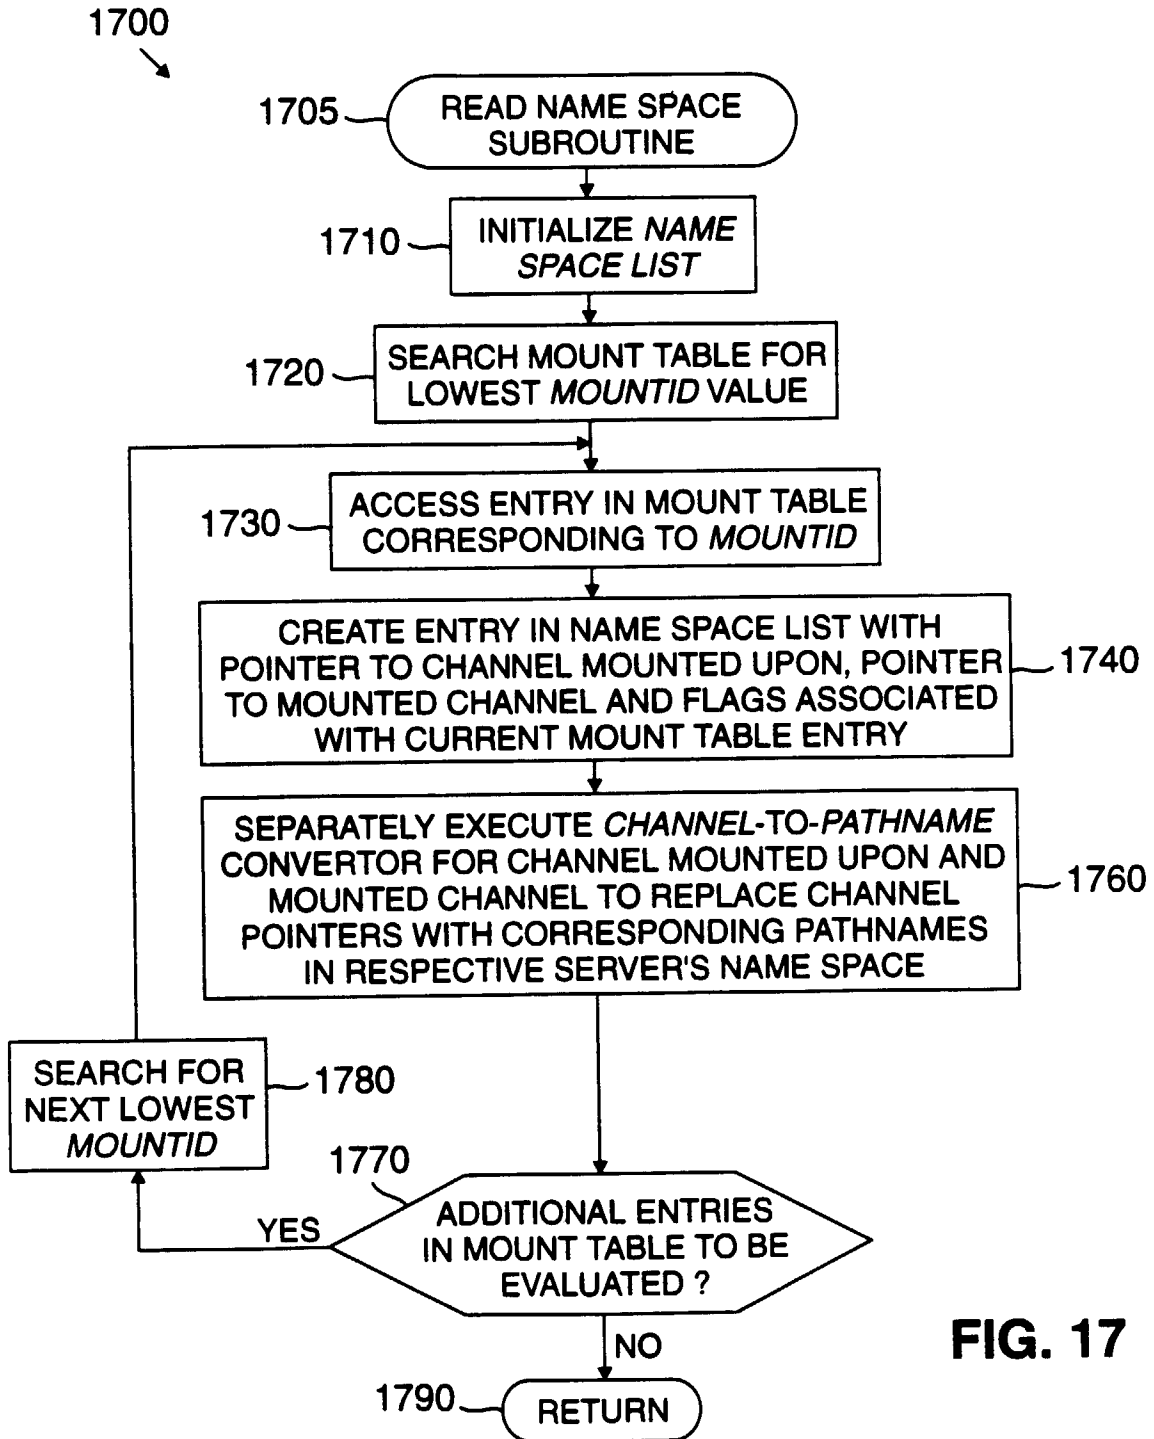 1700
1705
READ NAME SPACE
SUBROUTINE
1710
INITIALIZE NAME
SPACE LIST
1720
SEARCH MOUNT TABLE FOR
LOWEST MOUNTID VALUE
1730
ACCESS ENTRY IN MOUNT TABLE
CORRESPONDING TO MOUNTID
CREATE ENTRY IN NAME SPACE LIST WITH
POINTER TO CHANNEL MOUNTED UPON, POINTER
TO MOUNTED CHANNEL AND FLAGS ASSOCIATED
WITH CURRENT MOUNT TABLE ENTRY
1740
SEPARATELY EXECUTE CHANNEL-TO-PATHNAME
CONVERTOR FOR CHANNEL MOUNTED UPON AND
MOUNTED CHANNEL TO REPLACE CHANNEL
POINTERS WITH CORRESPONDING PATHNAMES
IN RESPECTIVE SERVER'S NAME SPACE
1760
SEARCH FOR
NEXT LOWEST
MOUNTID
1780
1770
YES
ADDITIONAL ENTRIES
IN MOUNT TABLE TO BE
EVALUATED ?
NO
1790
RETURN
FIG. 17